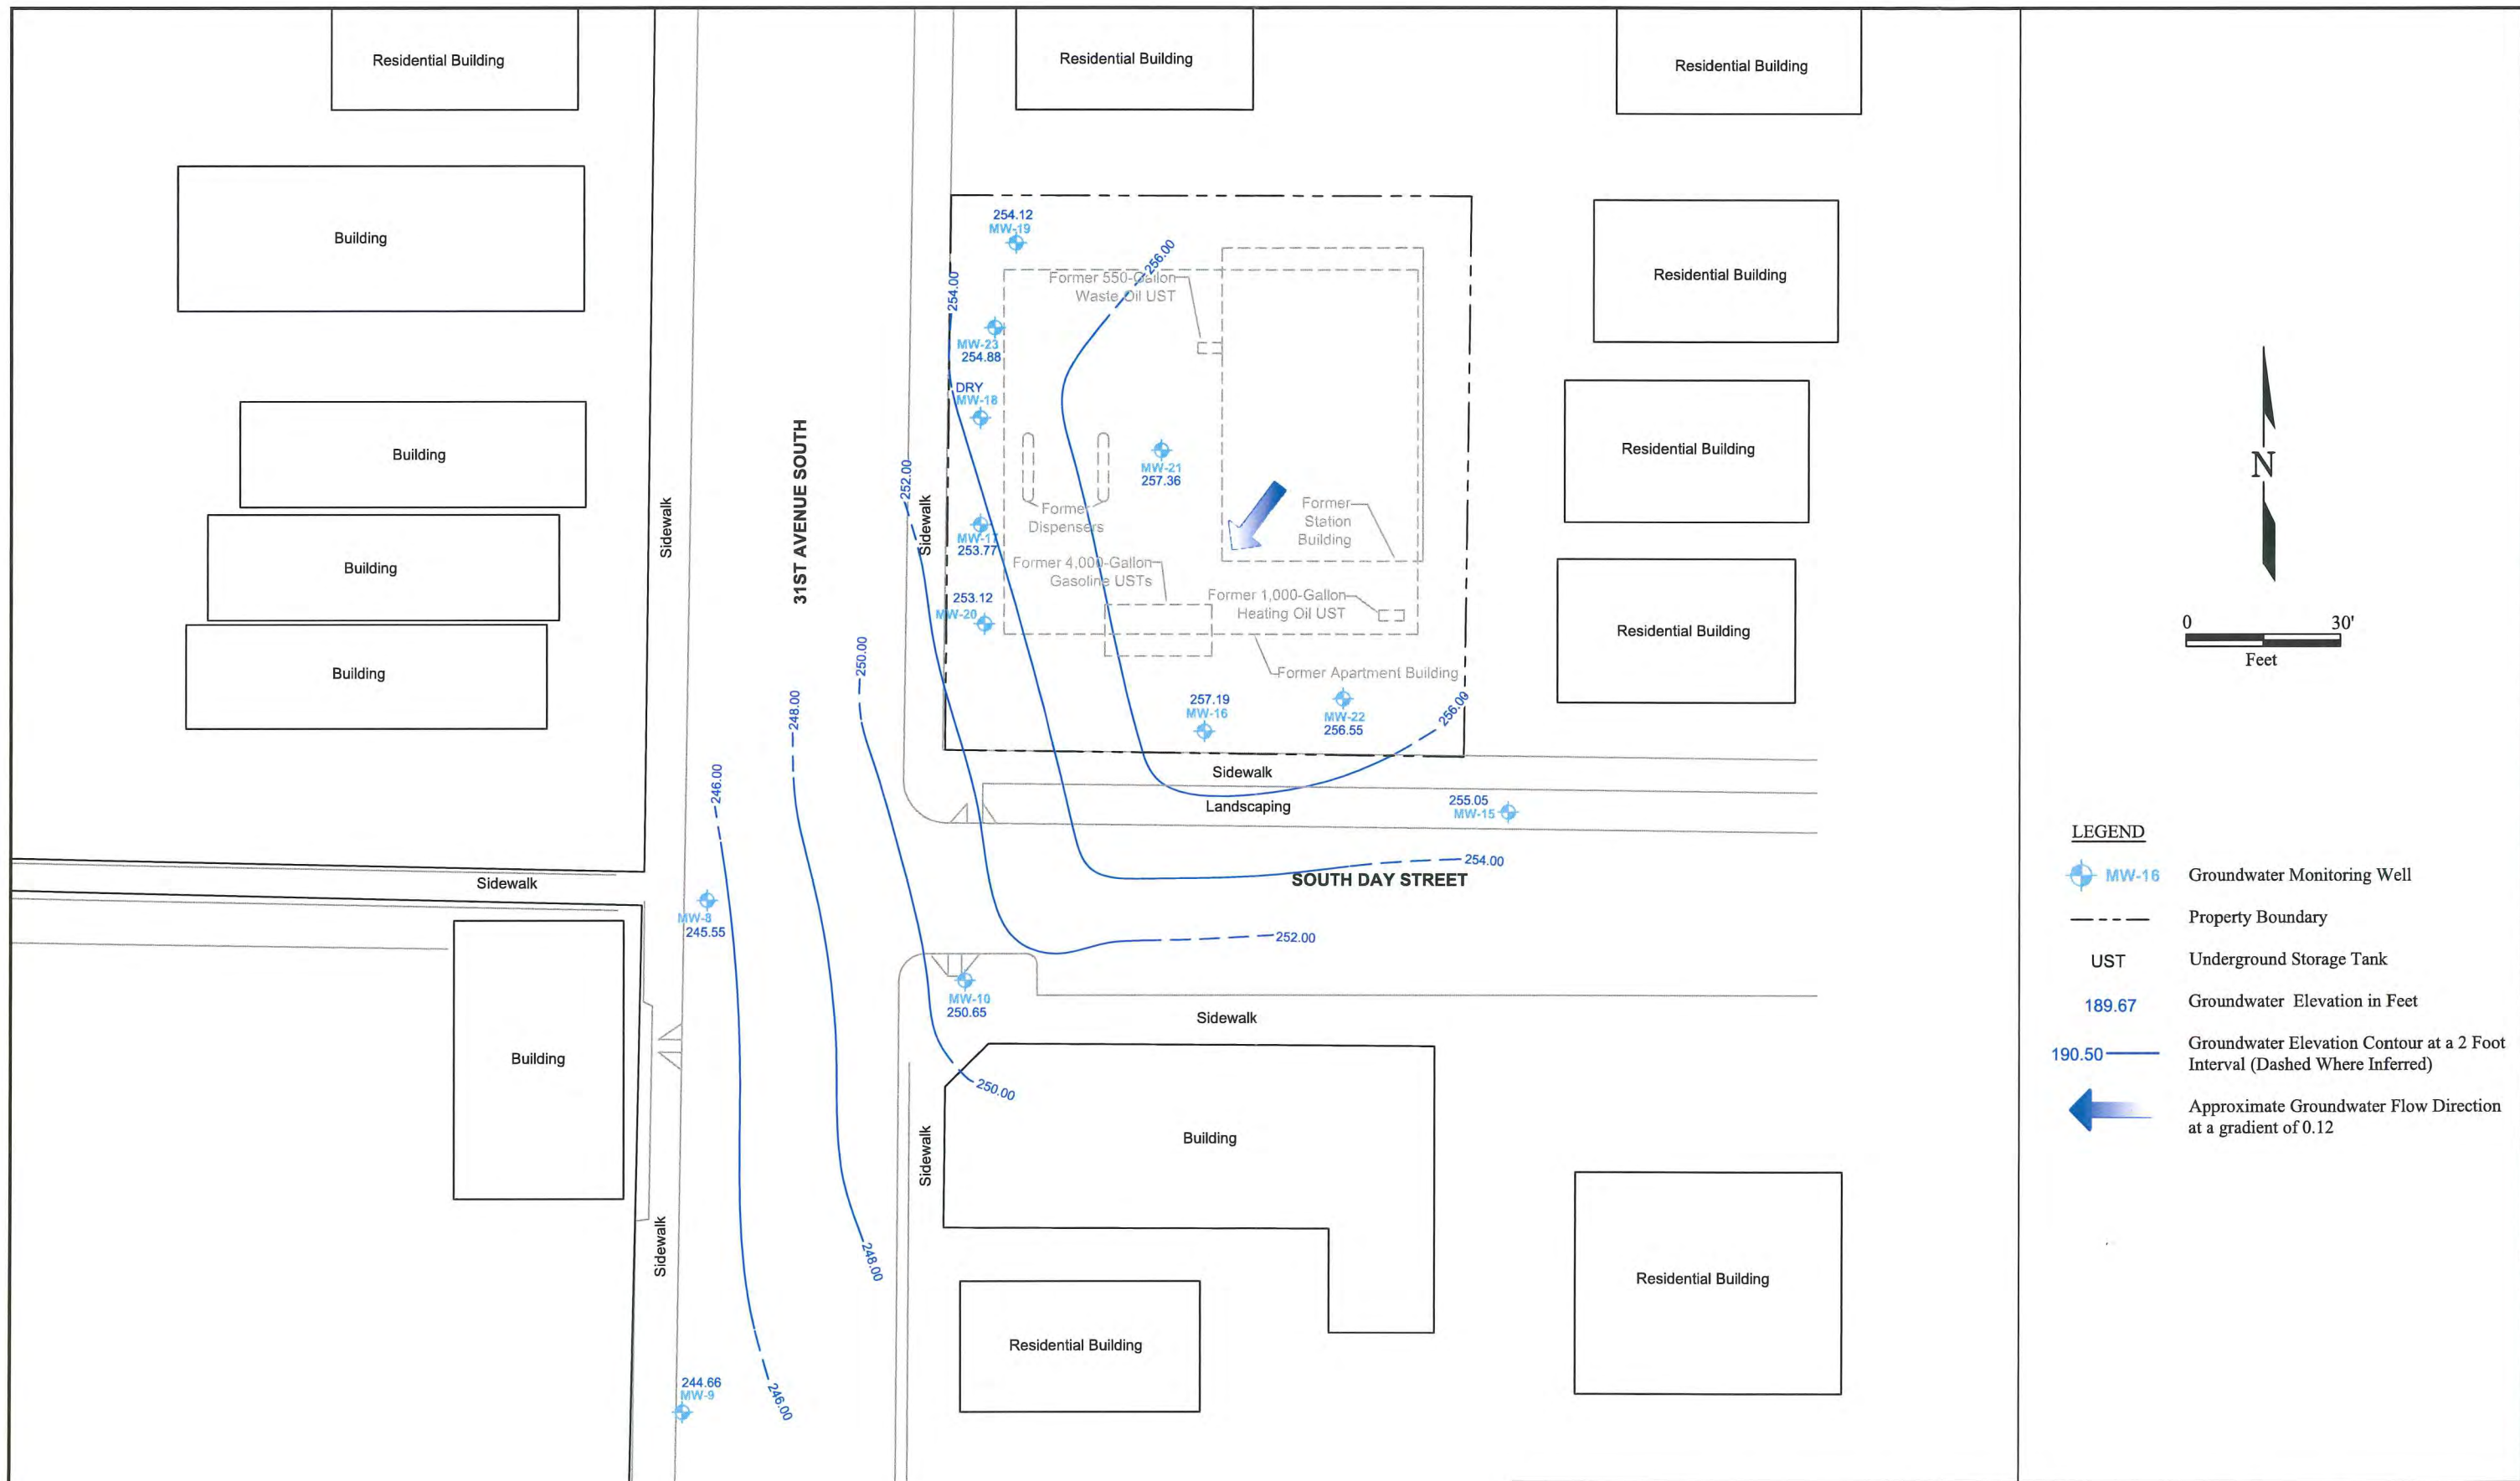 Residential Building
Residential Building
Residential Building
Building
254.12
MW-19
256.00
254.00
Former 550-Gallon
Waste Oil UST
Residential Building
MW-23
254.88
DRY
MW-18
Building
31ST AVENUE SOUTH
252.00
Sidewalk
Sidewalk
MW-21
257.36
Residential Building
Former
Dispensers
Former
Station
Building
MW-17
253.77
Building
Former 4,000-Gallon
Gasoline USTs
253.12
MW-20
Former 1,000-Gallon
Heating Oil UST
Residential Building
Building
250.00
Former Apartment Building
248.00
257.19
MW-16
MW-22
256.55
256.00
246.00
Sidewalk
Landscaping
255.05
MW-15
254.00
SOUTH DAY STREET
Sidewalk
MW-8
245.55
252.00
MW-10
250.65
Sidewalk
Building
250.00
Building
Sidewalk
Sidewalk
248.00
Residential Building
Residential Building
244.66
MW-9
246.00
N
0 30'
Feet
LEGEND
MW-16 Groundwater Monitoring Well
Property Boundary
UST Underground Storage Tank
189.67 Groundwater Elevation in Feet
190.50 Groundwater Elevation Contour at a 2 Foot
Interval (Dashed Where Inferred)
Approximate Groundwater Flow Direction
at a gradient of 0.12